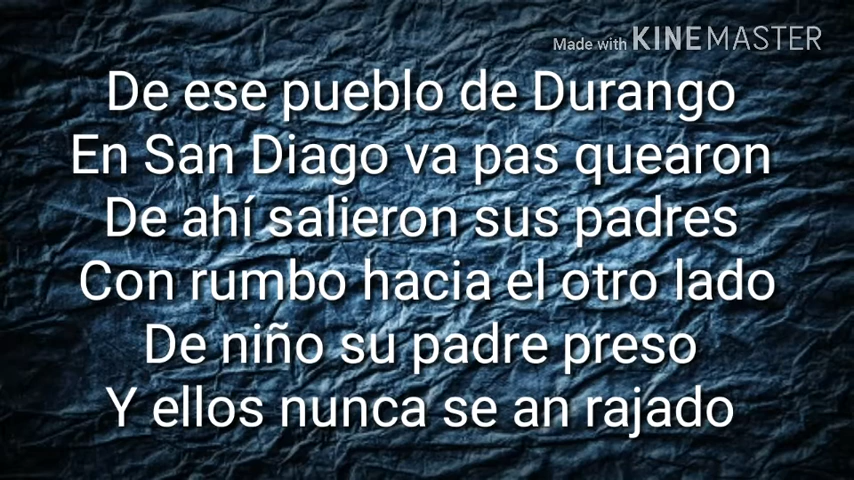 Made with KINEMASTER
De ese pueblo de Durango
En San Diago va pas quearon
De ahí salieron sus padres
Con rumbo hacia el otro lado
De niño su padre preso
Y ellos nunca se an rajado